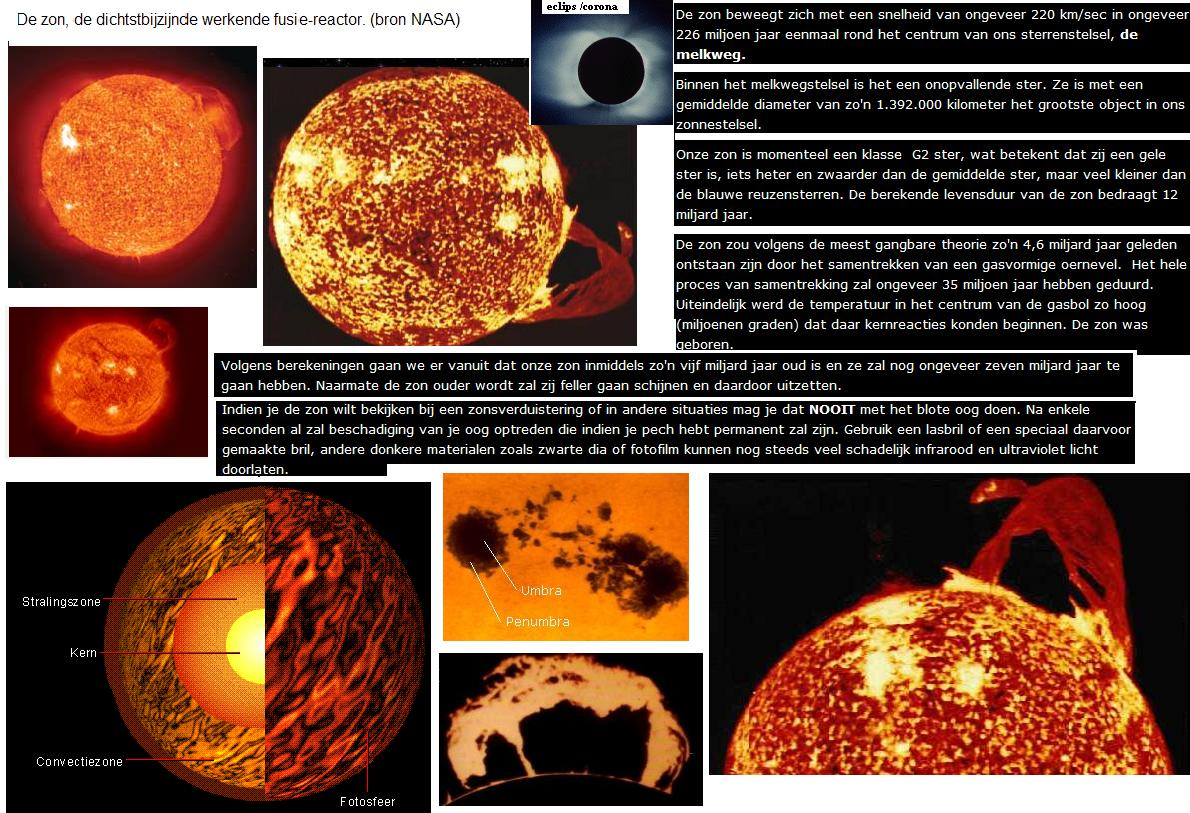 De zon, de dichtstbijzijnde werkende fusie-reactor. (bron NASA)
eclips /corona
De zon beweegt zich met een snelheid van ongeveer 220 km/sec in ongeveer
226 miljoen jaar eenmaal rond het centrum van ons sterrenstelsel, de
melkweg.
Binnen het melkwegstelsel is het een onopvallende ster. Ze is met een
gemiddelde diameter van zo'n 1.392.000 kilometer het grootste object in ons
zonnestelsel.
Onze zon is momenteel een klasse G2 ster, wat betekent dat zij een gele
ster is, iets heter en zwaarder dan de gemiddelde ster, maar veel kleiner dan
de blauwe reuzensterren. De berekende levensduur van de zon bedraagt 12
miljard jaar.
De zon zou volgens de meest gangbare theorie zo'n 4,6 miljard jaar geleden
ontstaan zijn door het samentrekken van een gasvormige oernevel. Het hele
proces van samentrekking zal ongeveer 35 miljoen jaar hebben geduurd.
Uiteindelijk werd de temperatuur in het centrum van de gasbol zo hoog
(miljoenen graden) dat daar kernreacties konden beginnen. De zon was
geboren.
Volgens berekeningen gaan we er vanuit dat onze zon inmiddels zo'n vijf miljard jaar oud is en ze zal nog ongeveer zeven miljard jaar te
gaan hebben. Naarmate de zon ouder wordt zal zij feller gaan schijnen en daardoor uitzetten.
Indien je de zon wilt bekijken bij een zonsverduistering of in andere situaties mag je dat NOOIT met het blote oog doen. Na enkele
seconden al zal beschadiging van je oog optreden die indien je pech hebt permanent zal zijn. Gebruik een lasbril of een speciaal daarvoor
gemaakte bril, andere donkere materialen zoals zwarte dia of fotofilm kunnen nog steeds veel schadelijk infrarood en ultraviolet licht
doorlaten.
Stralingszone
Kern
Convectiezone
Fotosfeer
Umbra
Penumbra